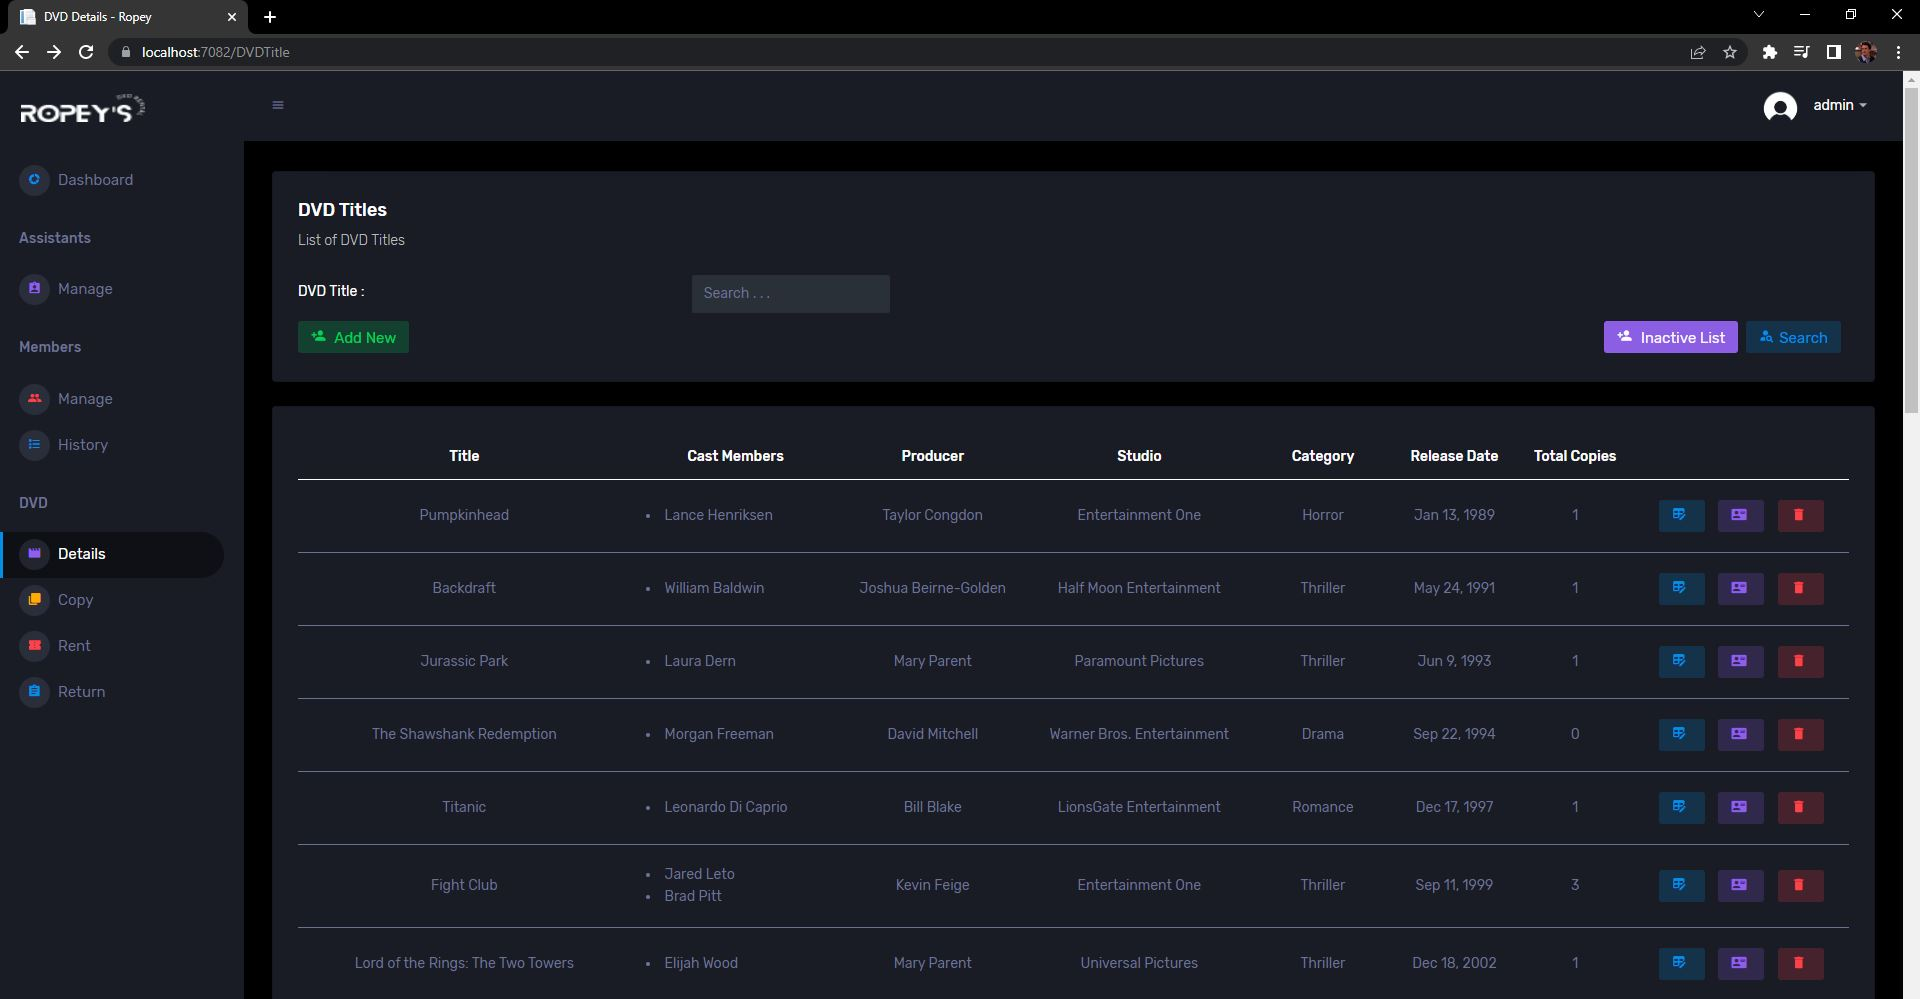 DVD Details - Ropey
localhost:7082/DVDTitle
ROPEY'S
admin
Dashboard
Assistants
Manage
Members
Manage
History
DVD
Details
Copy
Rent
Return
DVD Titles
List of DVD Titles
DVD Title :
Search . . .
Add New
Inactive List
Search
Title Cast Members Producer Studio Category Release Date Total Copies
Pumpkinhead • Lance Henriksen Taylor Congdon Entertainment One Horror Jan 13, 1989 1
Backdraft • William Baldwin Joshua Beirne-Golden Half Moon Entertainment Thriller May 24, 1991 1
Jurassic Park • Laura Dern Mary Parent Paramount Pictures Thriller Jun 9, 1993 1
The Shawshank Redemption • Morgan Freeman David Mitchell Warner Bros. Entertainment Drama Sep 22, 1994 0
Titanic • Leonardo Di Caprio Bill Blake LionsGate Entertainment Romance Dec 17, 1997 1
Fight Club • Jared Leto Kevin Feige Entertainment One Thriller Sep 11, 1999 3
• Brad Pitt
Lord of the Rings: The Two Towers • Elijah Wood Mary Parent Universal Pictures Thriller Dec 18, 2002 1